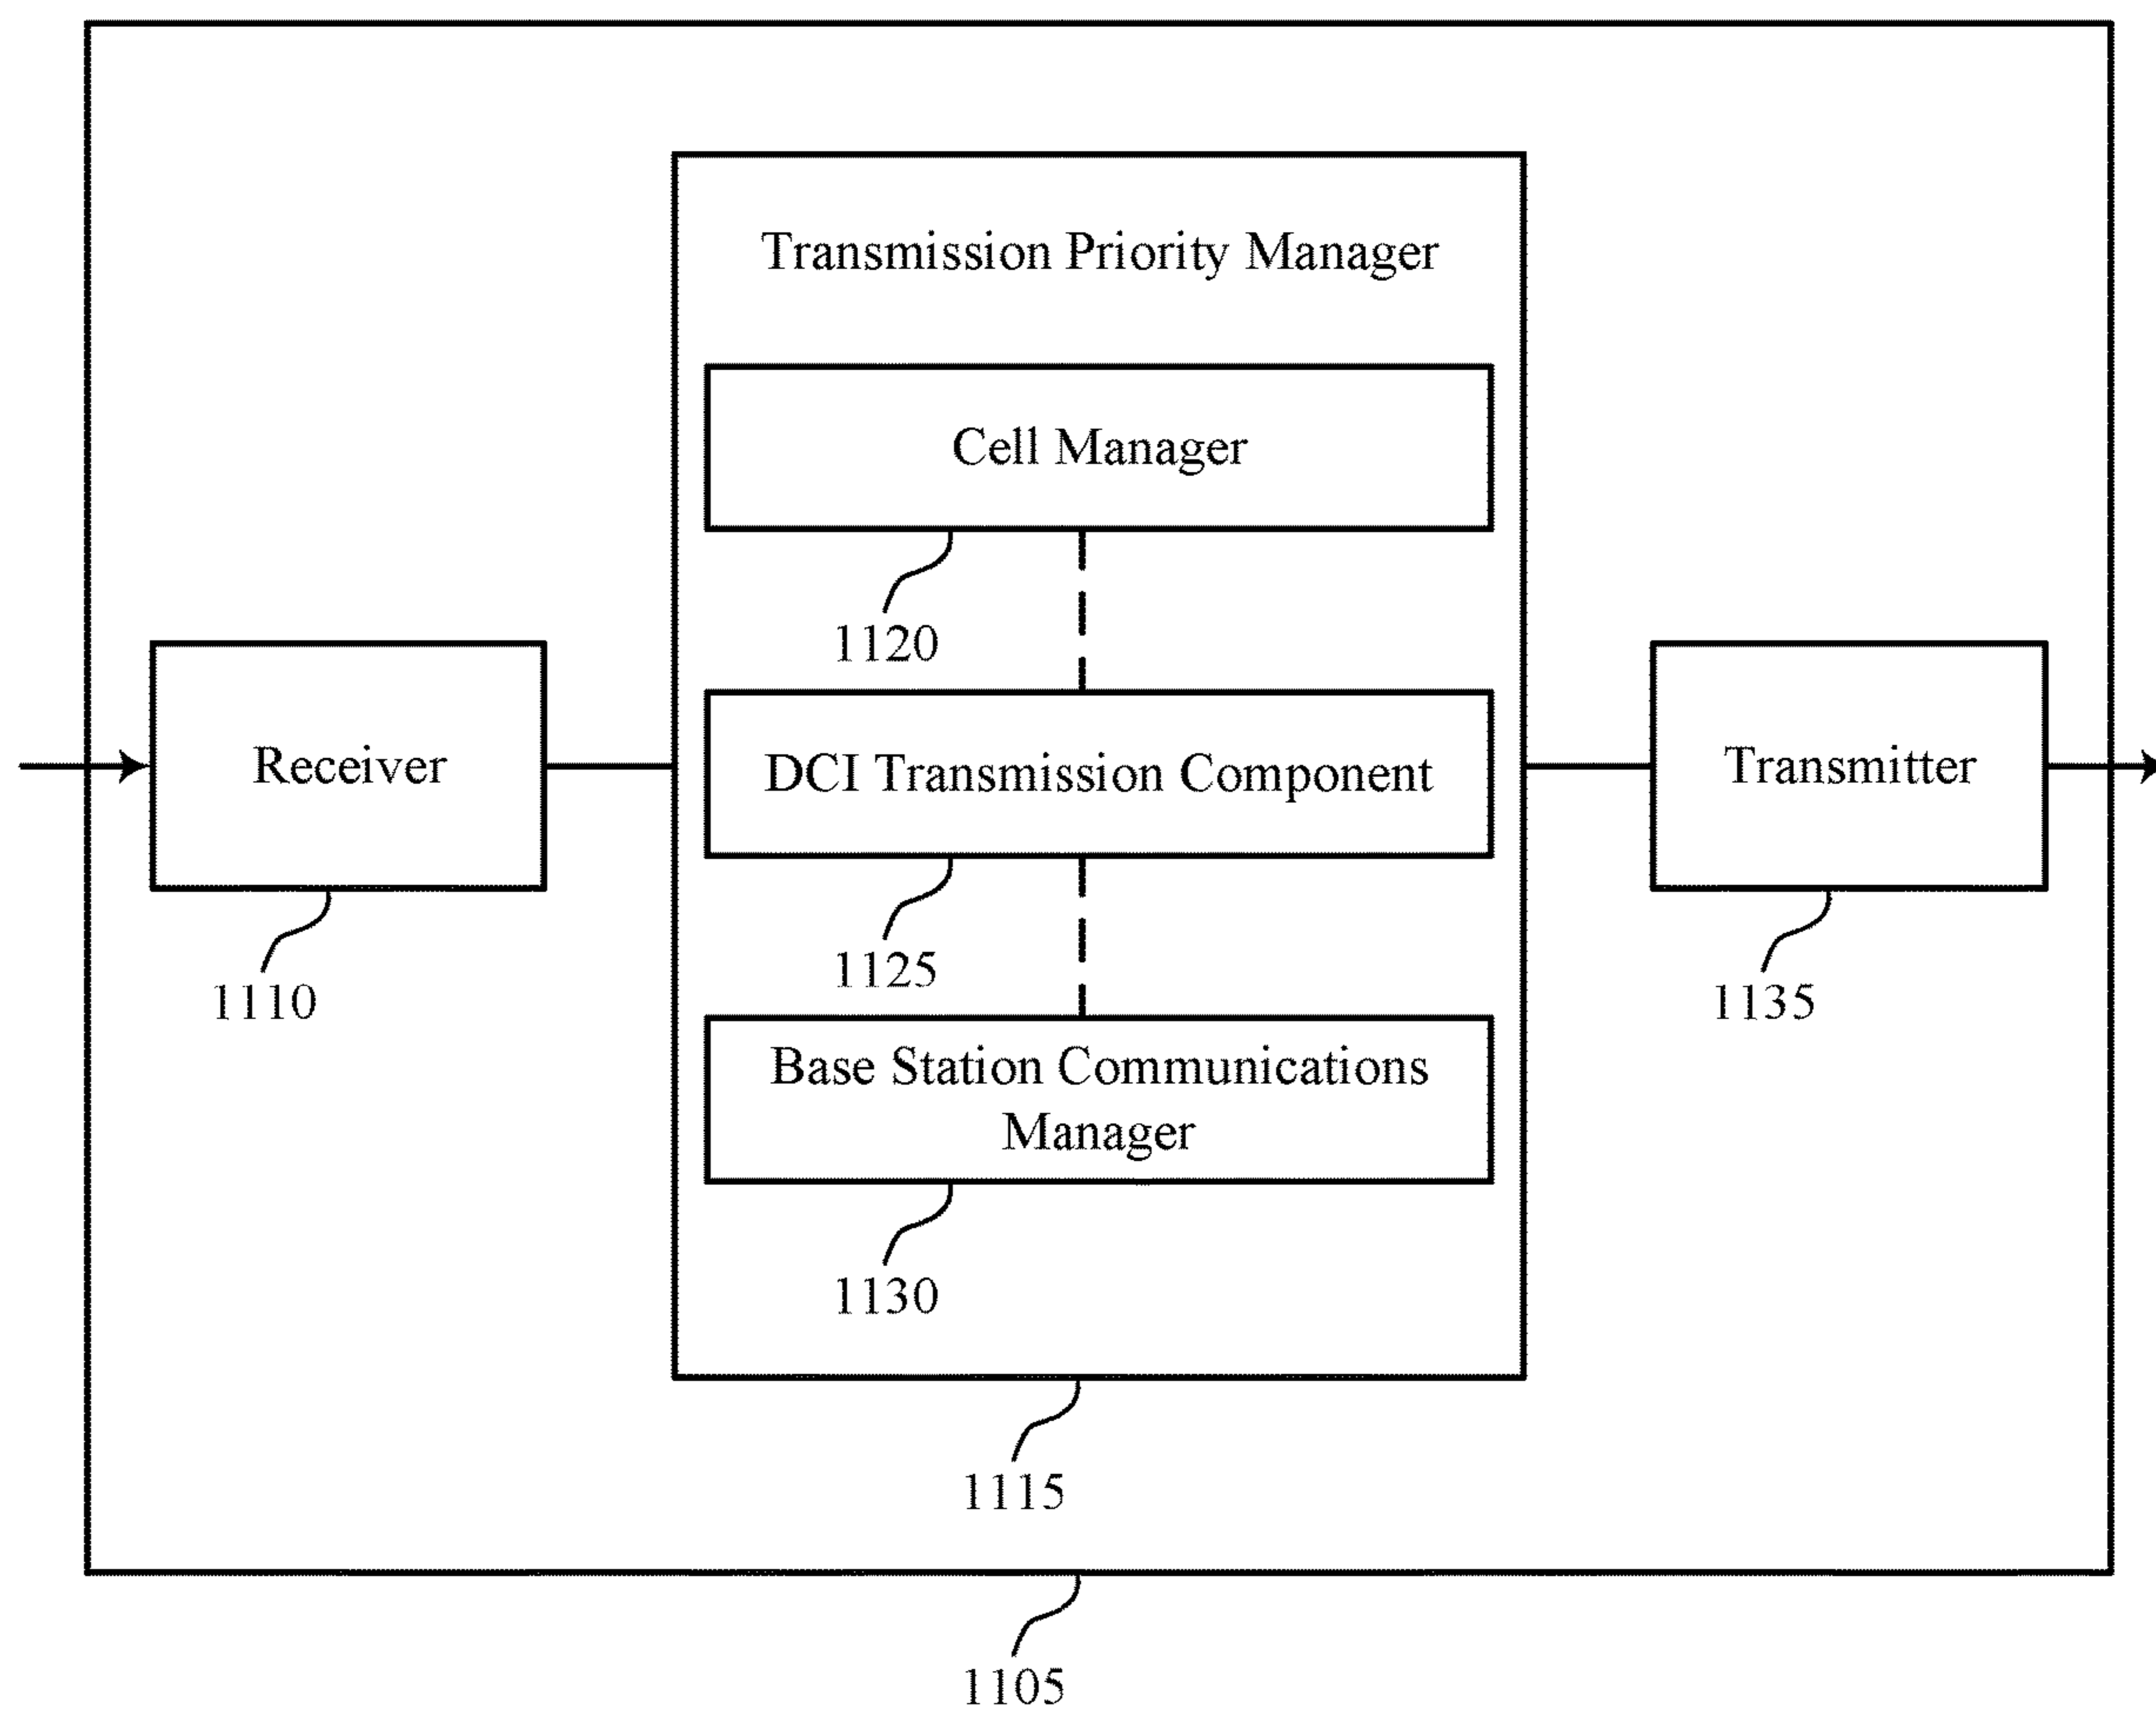 Transmission Priority Manager
Cell Manager
1120
Receiver
DCI Transmission Component
Transmitter
1125
1110
1135
Base Station Communications
Manager
1130
1115
1105